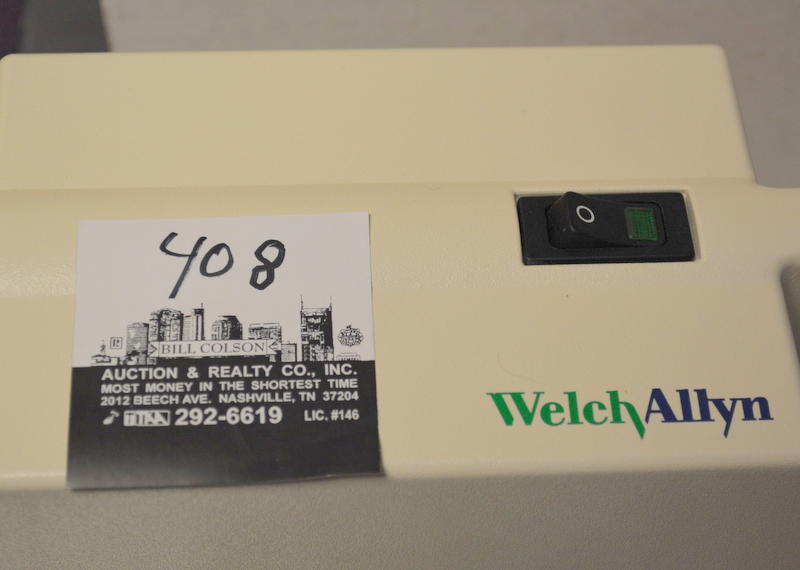 408
BILL COLSON
AUCTION & REALTY CO., INC.
MOST MONEY IN THE SHORTEST TIME
2012 BEECH AVE. NASHVILLE, TN 37204
292-6619 LIC. #146
WelchAllyn